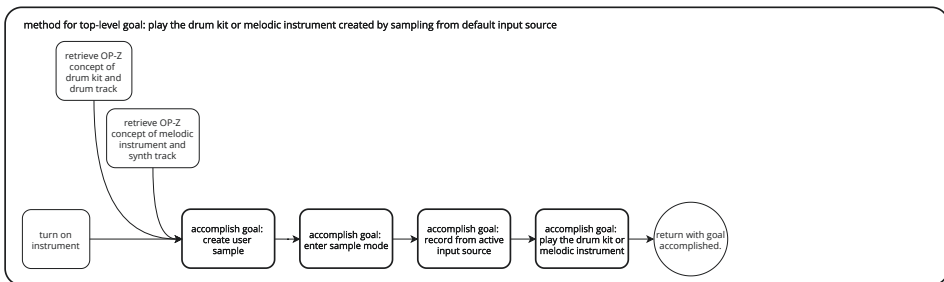 method for top-level goal: play the drum kit or melodic instrument created by sampling from default input source
retrieve OP-Z
concept of
drum kit and
drum track
retrieve OP-Z
concept of melodic
instrument and
synth track
turn on
instrument
accomplish goal:
create user
sample
accomplish goal:
enter sample mode
accomplish goal:
record from active
input source
accomplish goal:
play the drum kit or
melodic instrument
return with goal
accomplished.